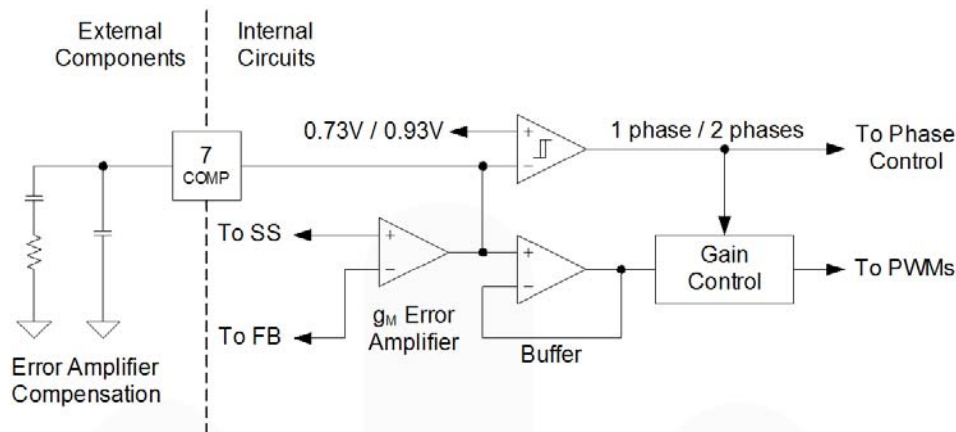 External
Components
Internal
Circuits
7
COMP
0.73V / 0.93V
+
−
1 phase / 2 phases
To Phase
Control
To SS
+
−
To FB
gM Error
Amplifier
+
−
Buffer
Gain
Control
To PWMs
Error Amplifier
Compensation